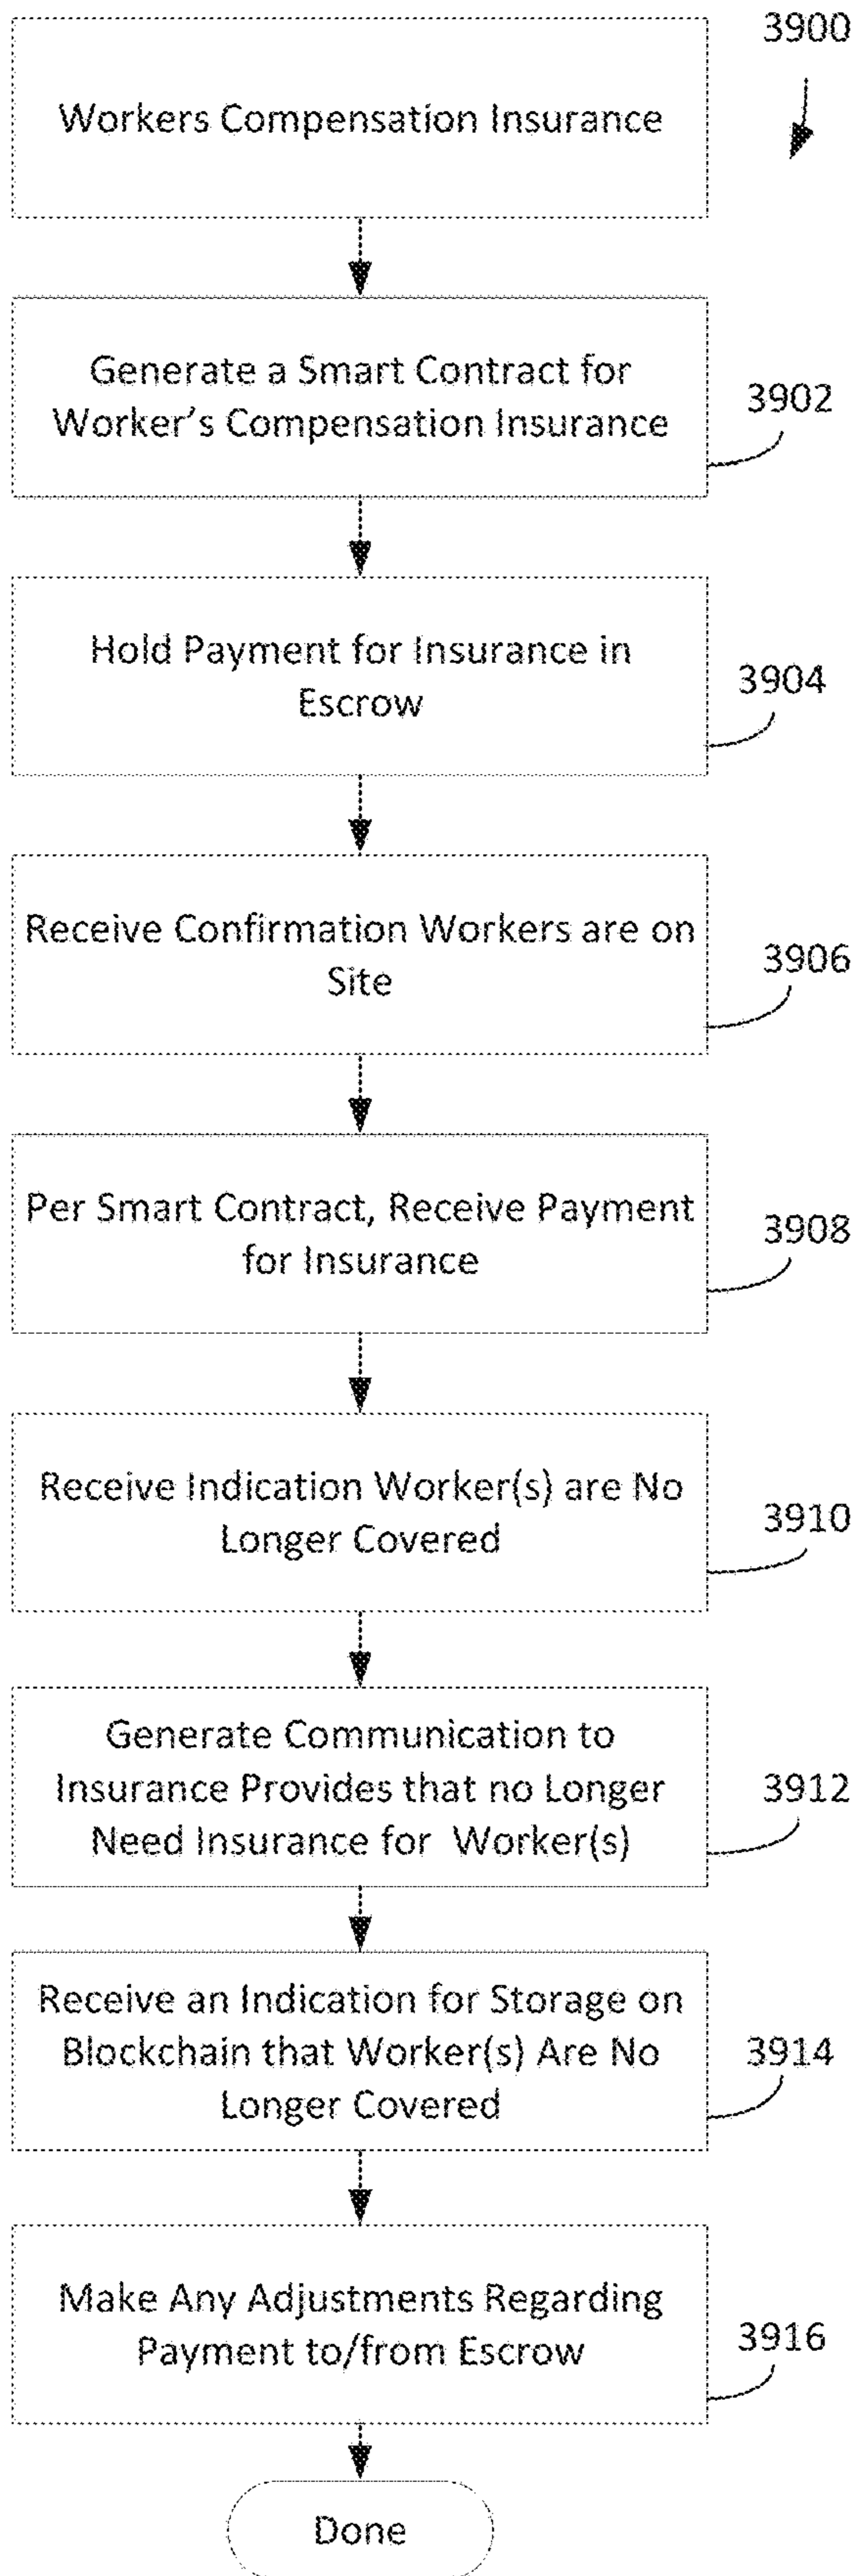 3900
Workers Compensation Insurance
Generate a Smart Contract for
Worker's Compensation Insurance
3902
Hold Payment for Insurance in
Escrow
3904
Receive Confirmation Workers are on
Site
3906
Per Smart Contract, Receive Payment
for Insurance
3908
Receive Indication Worker(s) are No
Longer Covered
3910
Generate Communication to
Insurance Provides that no Longer
Need Insurance for Worker(s)
3912
Receive an Indication for Storage on
Blockchain that Worker(s) Are No
Longer Covered
3914
Make Any Adjustments Regarding
Payment to/from Escrow
3916
Done